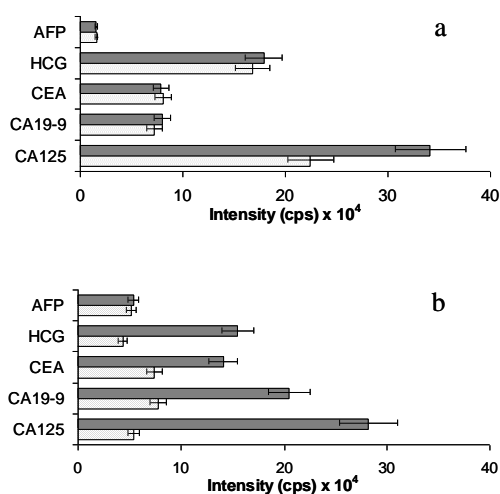 a
AFP
HCG
CEA
CA19-9
CA125
0 10 20 30 40
Intensity (cps) x 10⁴
b
AFP
HCG
CEA
CA19-9
CA125
0 10 20 30 40
Intensity (cps) x 10⁴